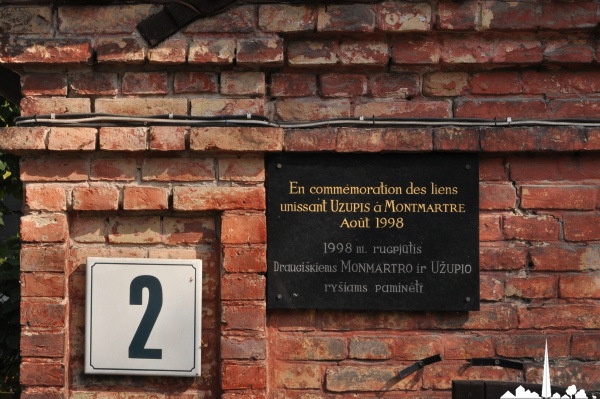 En commémoration des liens
unissant UZUPIS à MONTMARTRE
Août 1998
1998 m. rugpjūtis
Draugiškiems MONMARTRO ir UŽUPIO
ryšiams paminėti
2